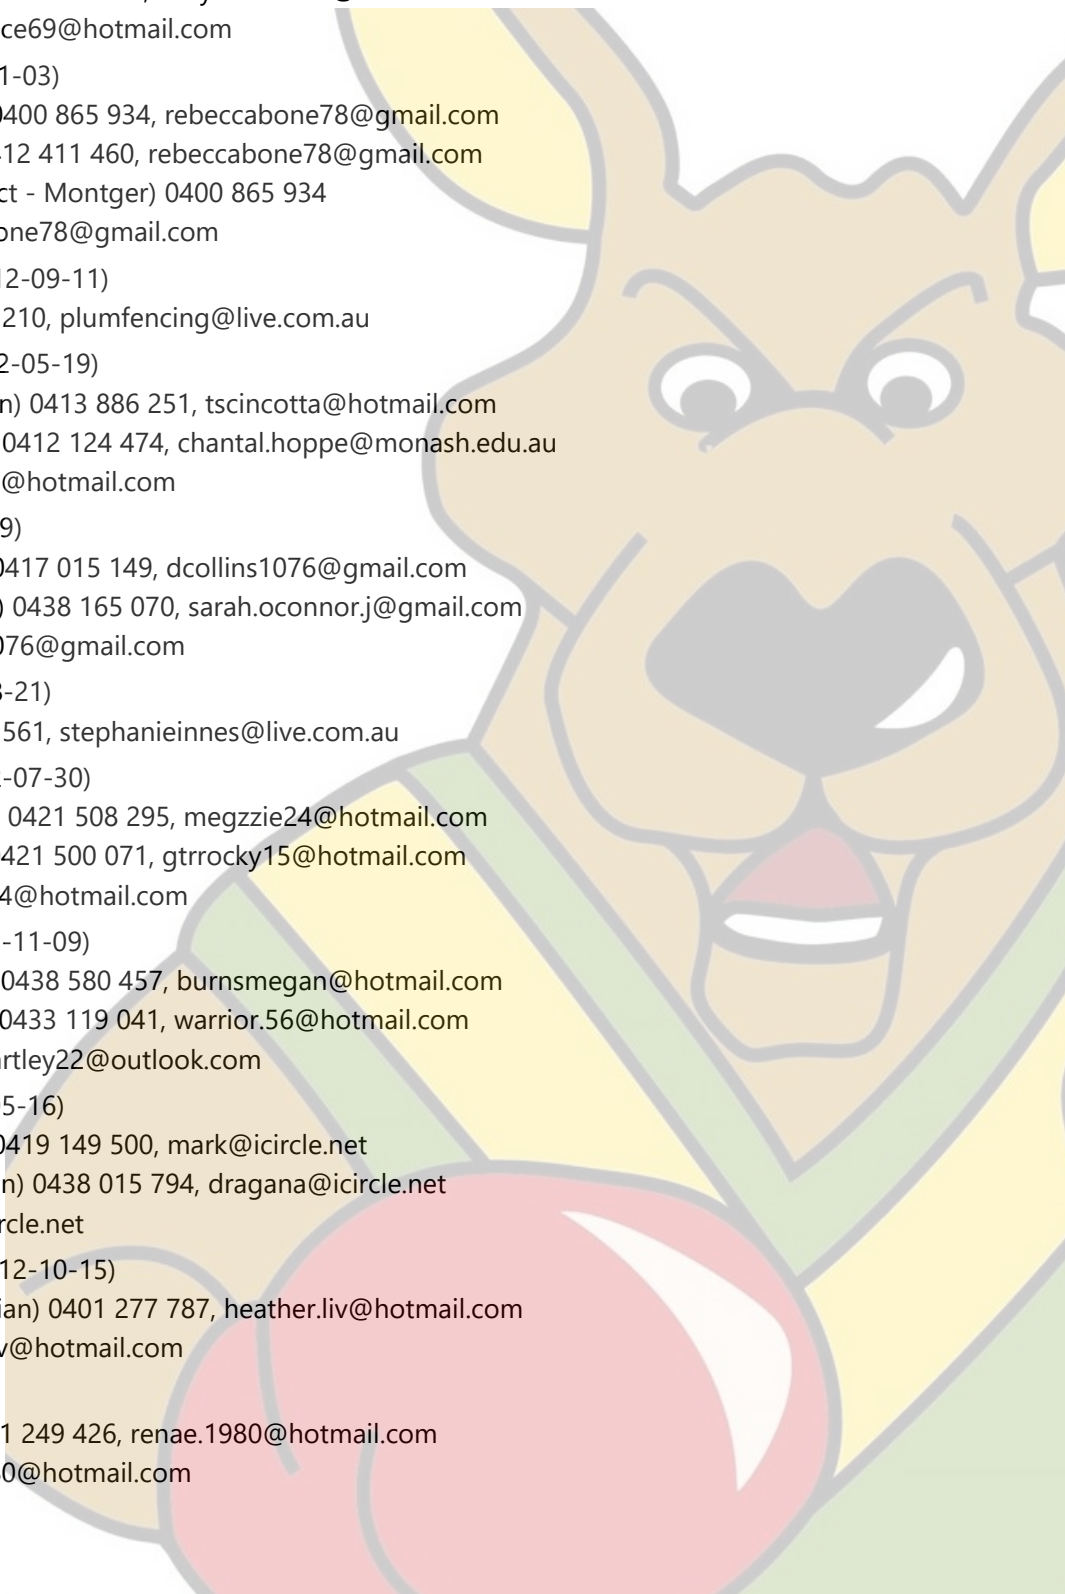 ce69@hotmail.com
1-03)
0400 865 934, rebeccabone78@gmail.com
12 411 460, rebeccabone78@gmail.com
ct - Montger) 0400 865 934
one78@gmail.com
12-09-11)
210, plumfencing@live.com.au
2-05-19)
n) 0413 886 251, tscincotta@hotmail.com
0412 124 474, chantal.hoppe@monash.edu.au
@hotmail.com
9)
0417 015 149, dcollins1076@gmail.com
) 0438 165 070, sarah.oconnor.j@gmail.com
076@gmail.com
3-21)
561, stephanieinnes@live.com.au
-07-30)
0421 508 295, megzzie24@hotmail.com
421 500 071, gtrrocky15@hotmail.com
4@hotmail.com
-11-09)
0438 580 457, burnsmegan@hotmail.com
0433 119 041, warrior.56@hotmail.com
artley22@outlook.com
5-16)
0419 149 500, mark@icircle.net
n) 0438 015 794, dragana@icircle.net
rcle.net
12-10-15)
ian) 0401 277 787, heather.liv@hotmail.com
v@hotmail.com
1 249 426, renae.1980@hotmail.com
0@hotmail.com